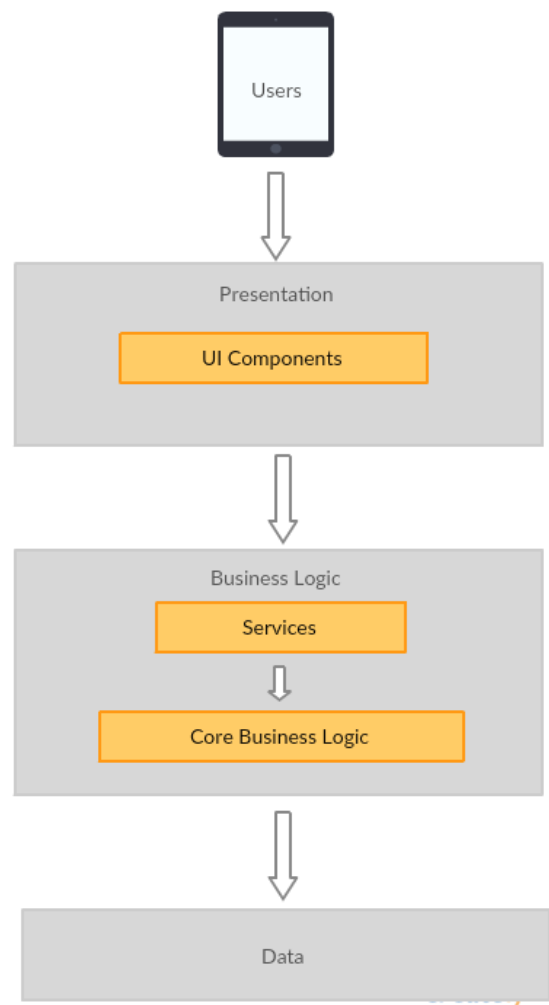 Users
Presentation
UI Components
Business Logic
Services
Core Business Logic
Data